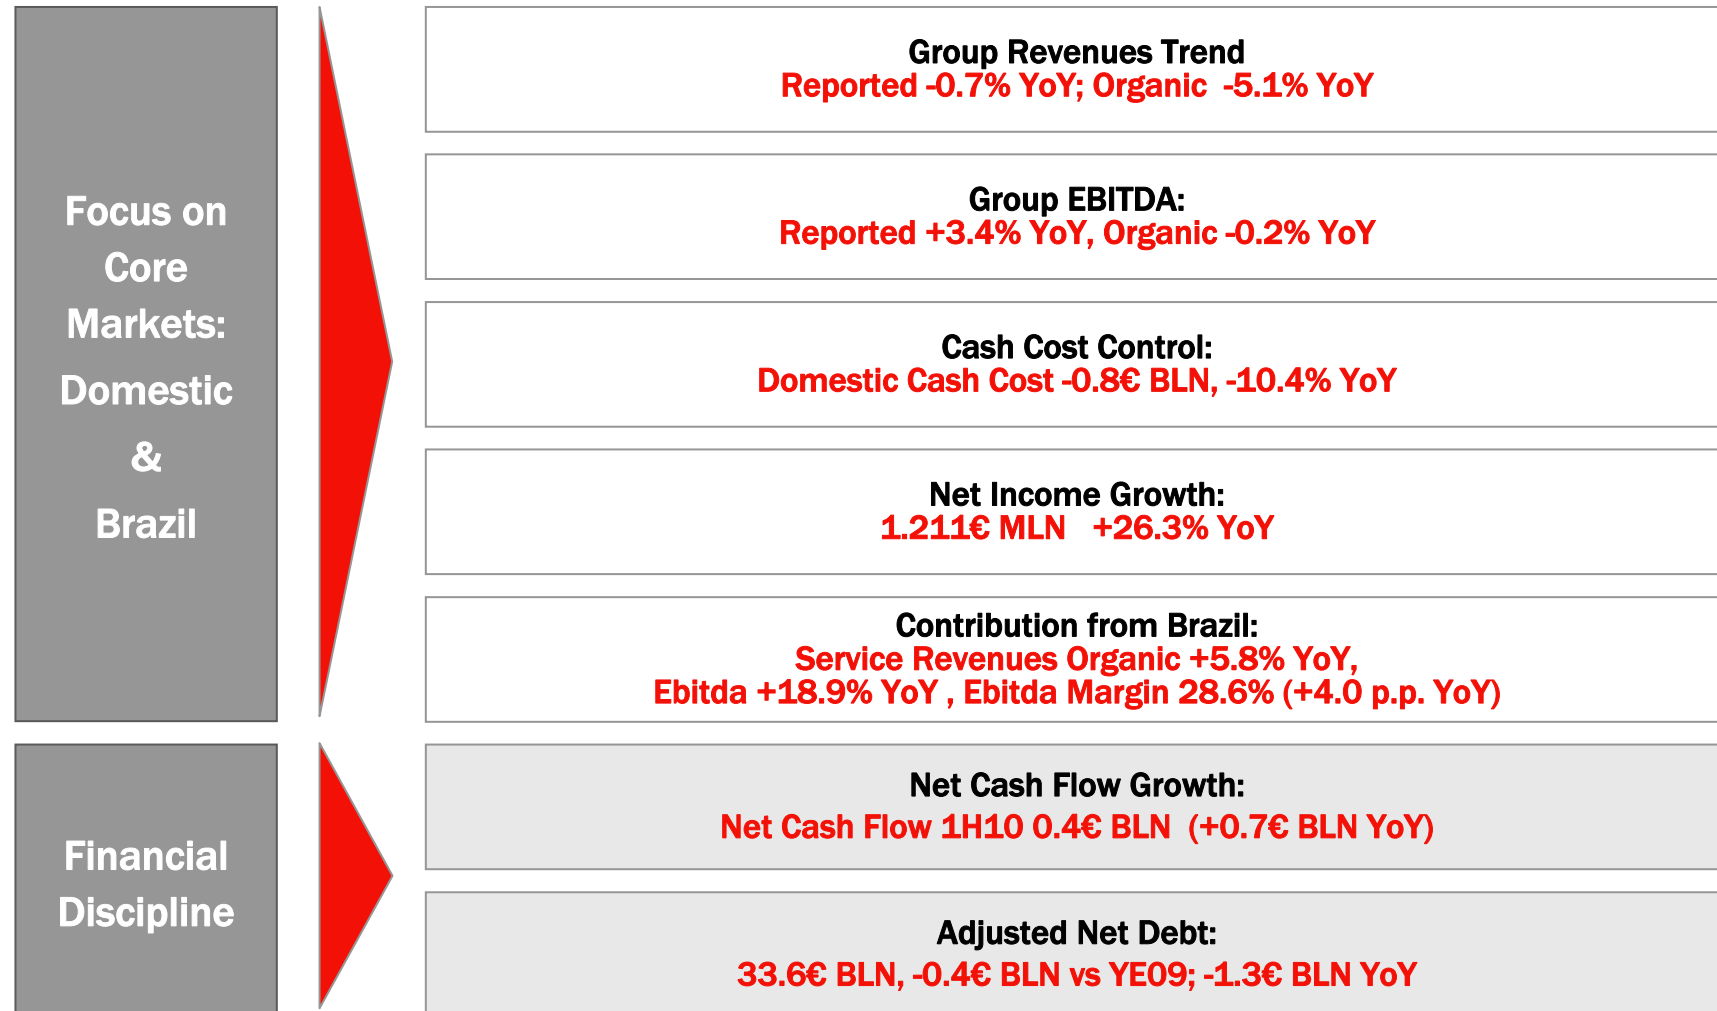 Focus on
Core
Markets:
Domestic
&
Brazil
Group Revenues Trend
Reported -0.7% YoY; Organic -5.1% YoY
Group EBITDA:
Reported +3.4% YoY, Organic -0.2% YoY
Cash Cost Control:
Domestic Cash Cost -0.8€ BLN, -10.4% YoY
Net Income Growth:
1.211€ MLN +26.3% YoY
Contribution from Brazil:
Service Revenues Organic +5.8% YoY,
Ebitda +18.9% YoY , Ebitda Margin 28.6% (+4.0 p.p. YoY)
Financial
Discipline
Net Cash Flow Growth:
Net Cash Flow 1H10 0.4€ BLN (+0.7€ BLN YoY)
Adjusted Net Debt:
33.6€ BLN, -0.4€ BLN vs YE09; -1.3€ BLN YoY